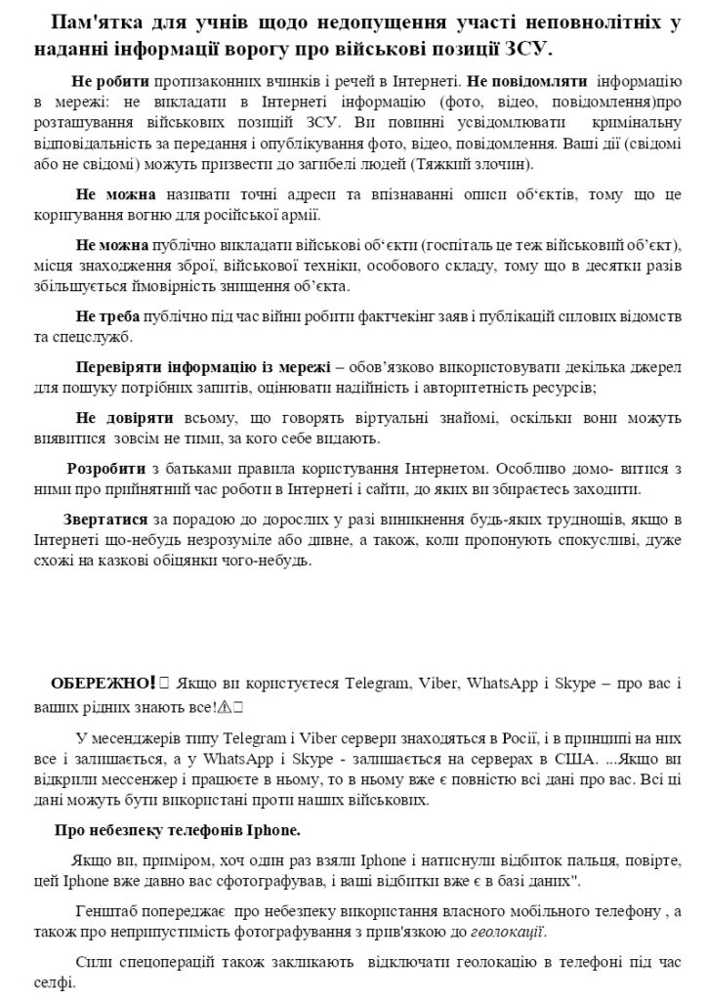 Пам'ятка для учнів щодо недопущення участі неповнолітніх у
наданні інформації ворогу про військові позиції ЗСУ.
Не робити протизаконних вчинків і речей в Інтернеті. Не повідомляти інформацію
в мережі: не викладати в Інтернеті інформацію (фото, відео, повідомлення)про
розташування військових позицій ЗСУ. Ви повинні усвідомлювати кримінальну
відповідальність за передання і опублікування фото, відео, повідомлення. Ваші дії (свідомі
або не свідомі) можуть призвести до загибелі людей (Тяжкий злочин).
Не можна називати точні адреси та впізнаванні описи об‘єктів, тому що це
коригування вогню для російської армії.
Не можна публічно викладати військові об‘єкти (госпіталь це теж військовий об’єкт),
місця знаходження зброї, військової техніки, особового складу, тому що в десятки разів
збільшується ймовірність знищення об’єкта.
Не треба публічно під час війни робити фактчекінг заяв і публікацій силових відомств
та спецслужб.
Перевіряти інформацію із мережі – обов’язково використовувати декілька джерел
для пошуку потрібних запитів, оцінювати надійність і авторитетність ресурсів;
Не довіряти всьому, що говорять віртуальні знайомі, оскільки вони можуть
виявитися зовсім не тими, за кого себе видають.
Розробити з батьками правила користування Інтернетом. Особливо домо- витися з
ними про прийнятний час роботи в Інтернеті і сайти, до яких ви збираєтесь заходити.
Звертатися за порадою до дорослих у разі виникнення будь-яких труднощів, якщо в
Інтернеті що-небудь незрозуміле або дивне, а також, коли пропонують спокусливі, дуже
схожі на казкові обіцянки чого-небудь.
ОБЕРЕЖНО! Якщо ви користуєтеся Telegram, Viber, WhatsApp і Skype – про вас і
ваших рідних знають все!⚠
У месенджерів типу Telegram і Viber сервери знаходяться в Росії, і в принципі на них
все і залишається, а у WhatsApp і Skype - залишається на серверах в США. ...Якщо ви
відкрили мессенжер і працюєте в ньому, то в ньому вже є повністю всі дані про вас. Всі ці
дані можуть бути використані проти наших військових.
Про небезпеку телефонів Iphone.
Якщо ви, приміром, хоч один раз взяли Iphone і натиснули відбиток пальця, повірте,
цей Iphone вже давно вас сфотографував, і ваші відбитки вже є в базі даних".
Генштаб попереджає про небезпеку використання власного мобільного телефону , а
також про неприпустимість фотографування з прив'язкою до геолокації.
Сили спецоперацій також закликають відключати геолокацію в телефоні під час
селфі.